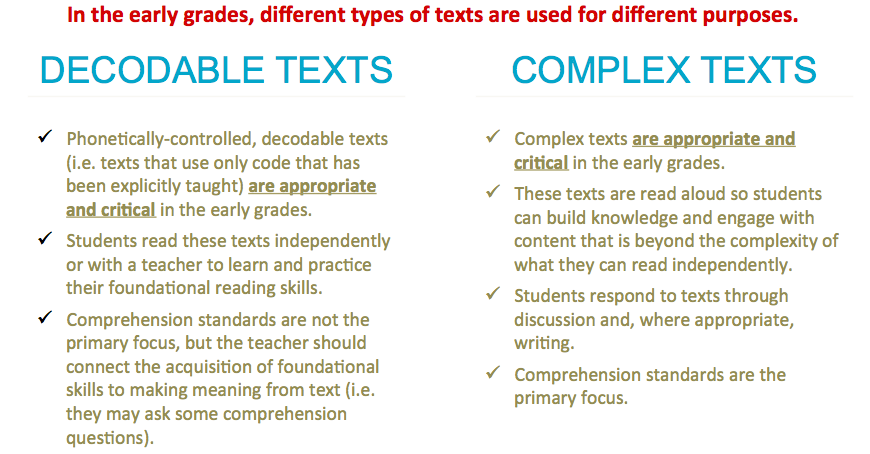 In the early grades, different types of texts are used for different purposes.
DECODABLE TEXTS
✓ Phonetically-controlled, decodable texts
(i.e. texts that use only code that has
been explicitly taught) are appropriate
and critical in the early grades.
✓ Students read these texts independently
or with a teacher to learn and practice
their foundational reading skills.
✓ Comprehension standards are not the
primary focus, but the teacher should
connect the acquisition of foundational
skills to making meaning from text (i.e.
they may ask some comprehension
questions).
COMPLEX TEXTS
✓ Complex texts are appropriate and
critical in the early grades.
✓ These texts are read aloud so students
can build knowledge and engage with
content that is beyond the complexity of
what they can read independently.
✓ Students respond to texts through
discussion and, where appropriate,
writing.
✓ Comprehension standards are the
primary focus.